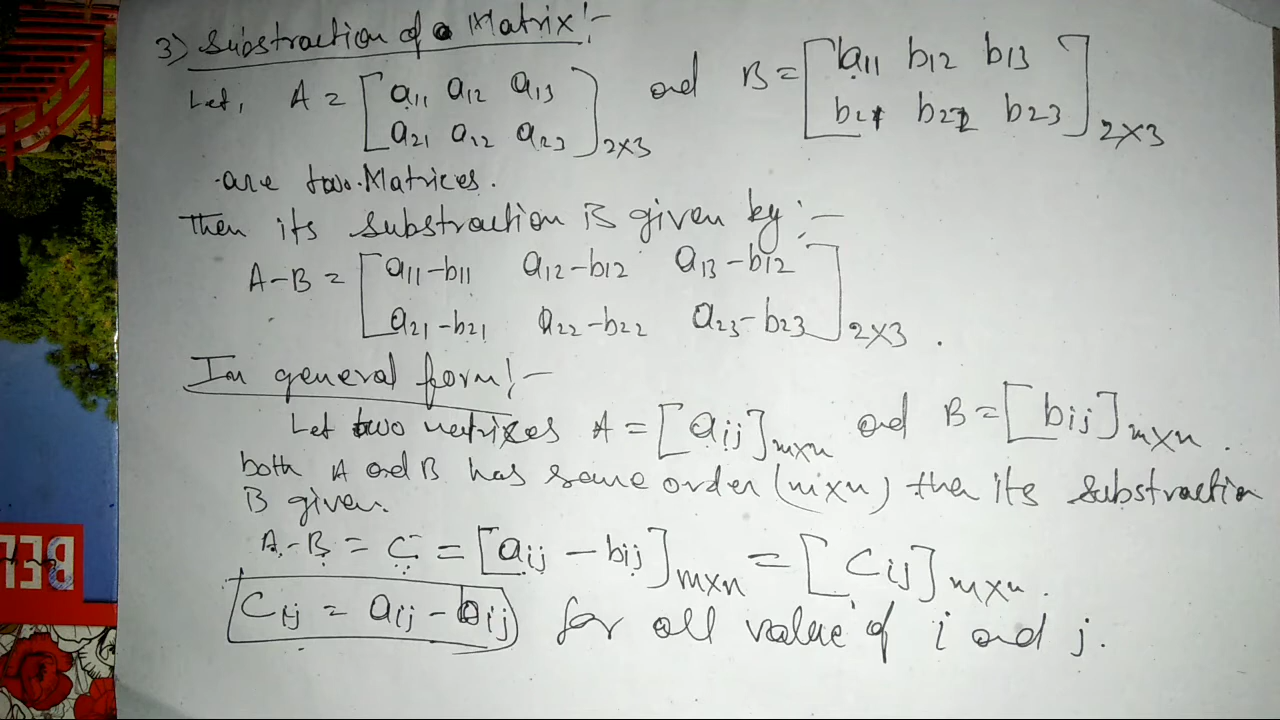 3) Substraction of a Matrix!-
Let, A = [a11 a12 a13
a21 a12 a23]2×3 and B = [b11 b12 b13
b21 b22 b23]2×3
are two Matrices.
Then its substraction is given by:-
A-B = [a11-b11 a12-b12 a13-b12
a21-b21 a22-b22 a23-b23]2×3 .
In general form!-
Let two matrixes A = [aij]m×n and B = [bij]m×n .
both A and B has same order (m×n) then its substraction
is given.
A-B = C = [aij - bij]m×n = [Cij]m×n .
Cij = aij - bij for all value of i and j.